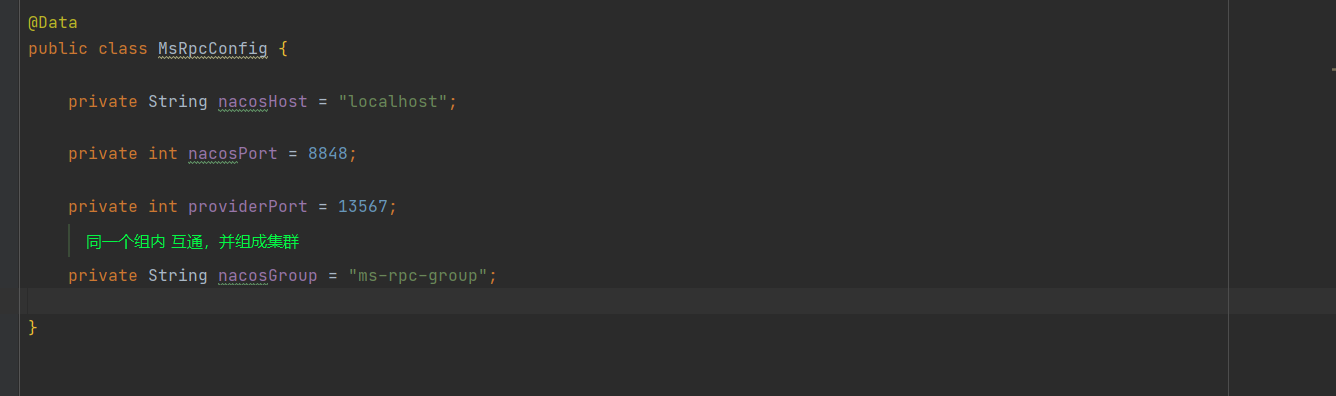 @Data
public class MsRpcConfig {
private String nacosHost = "localhost";
private int nacosPort = 8848;
private int providerPort = 13567;
同一个组内 互通，并组成集群
private String nacosGroup = "ms-rpc-group";
}